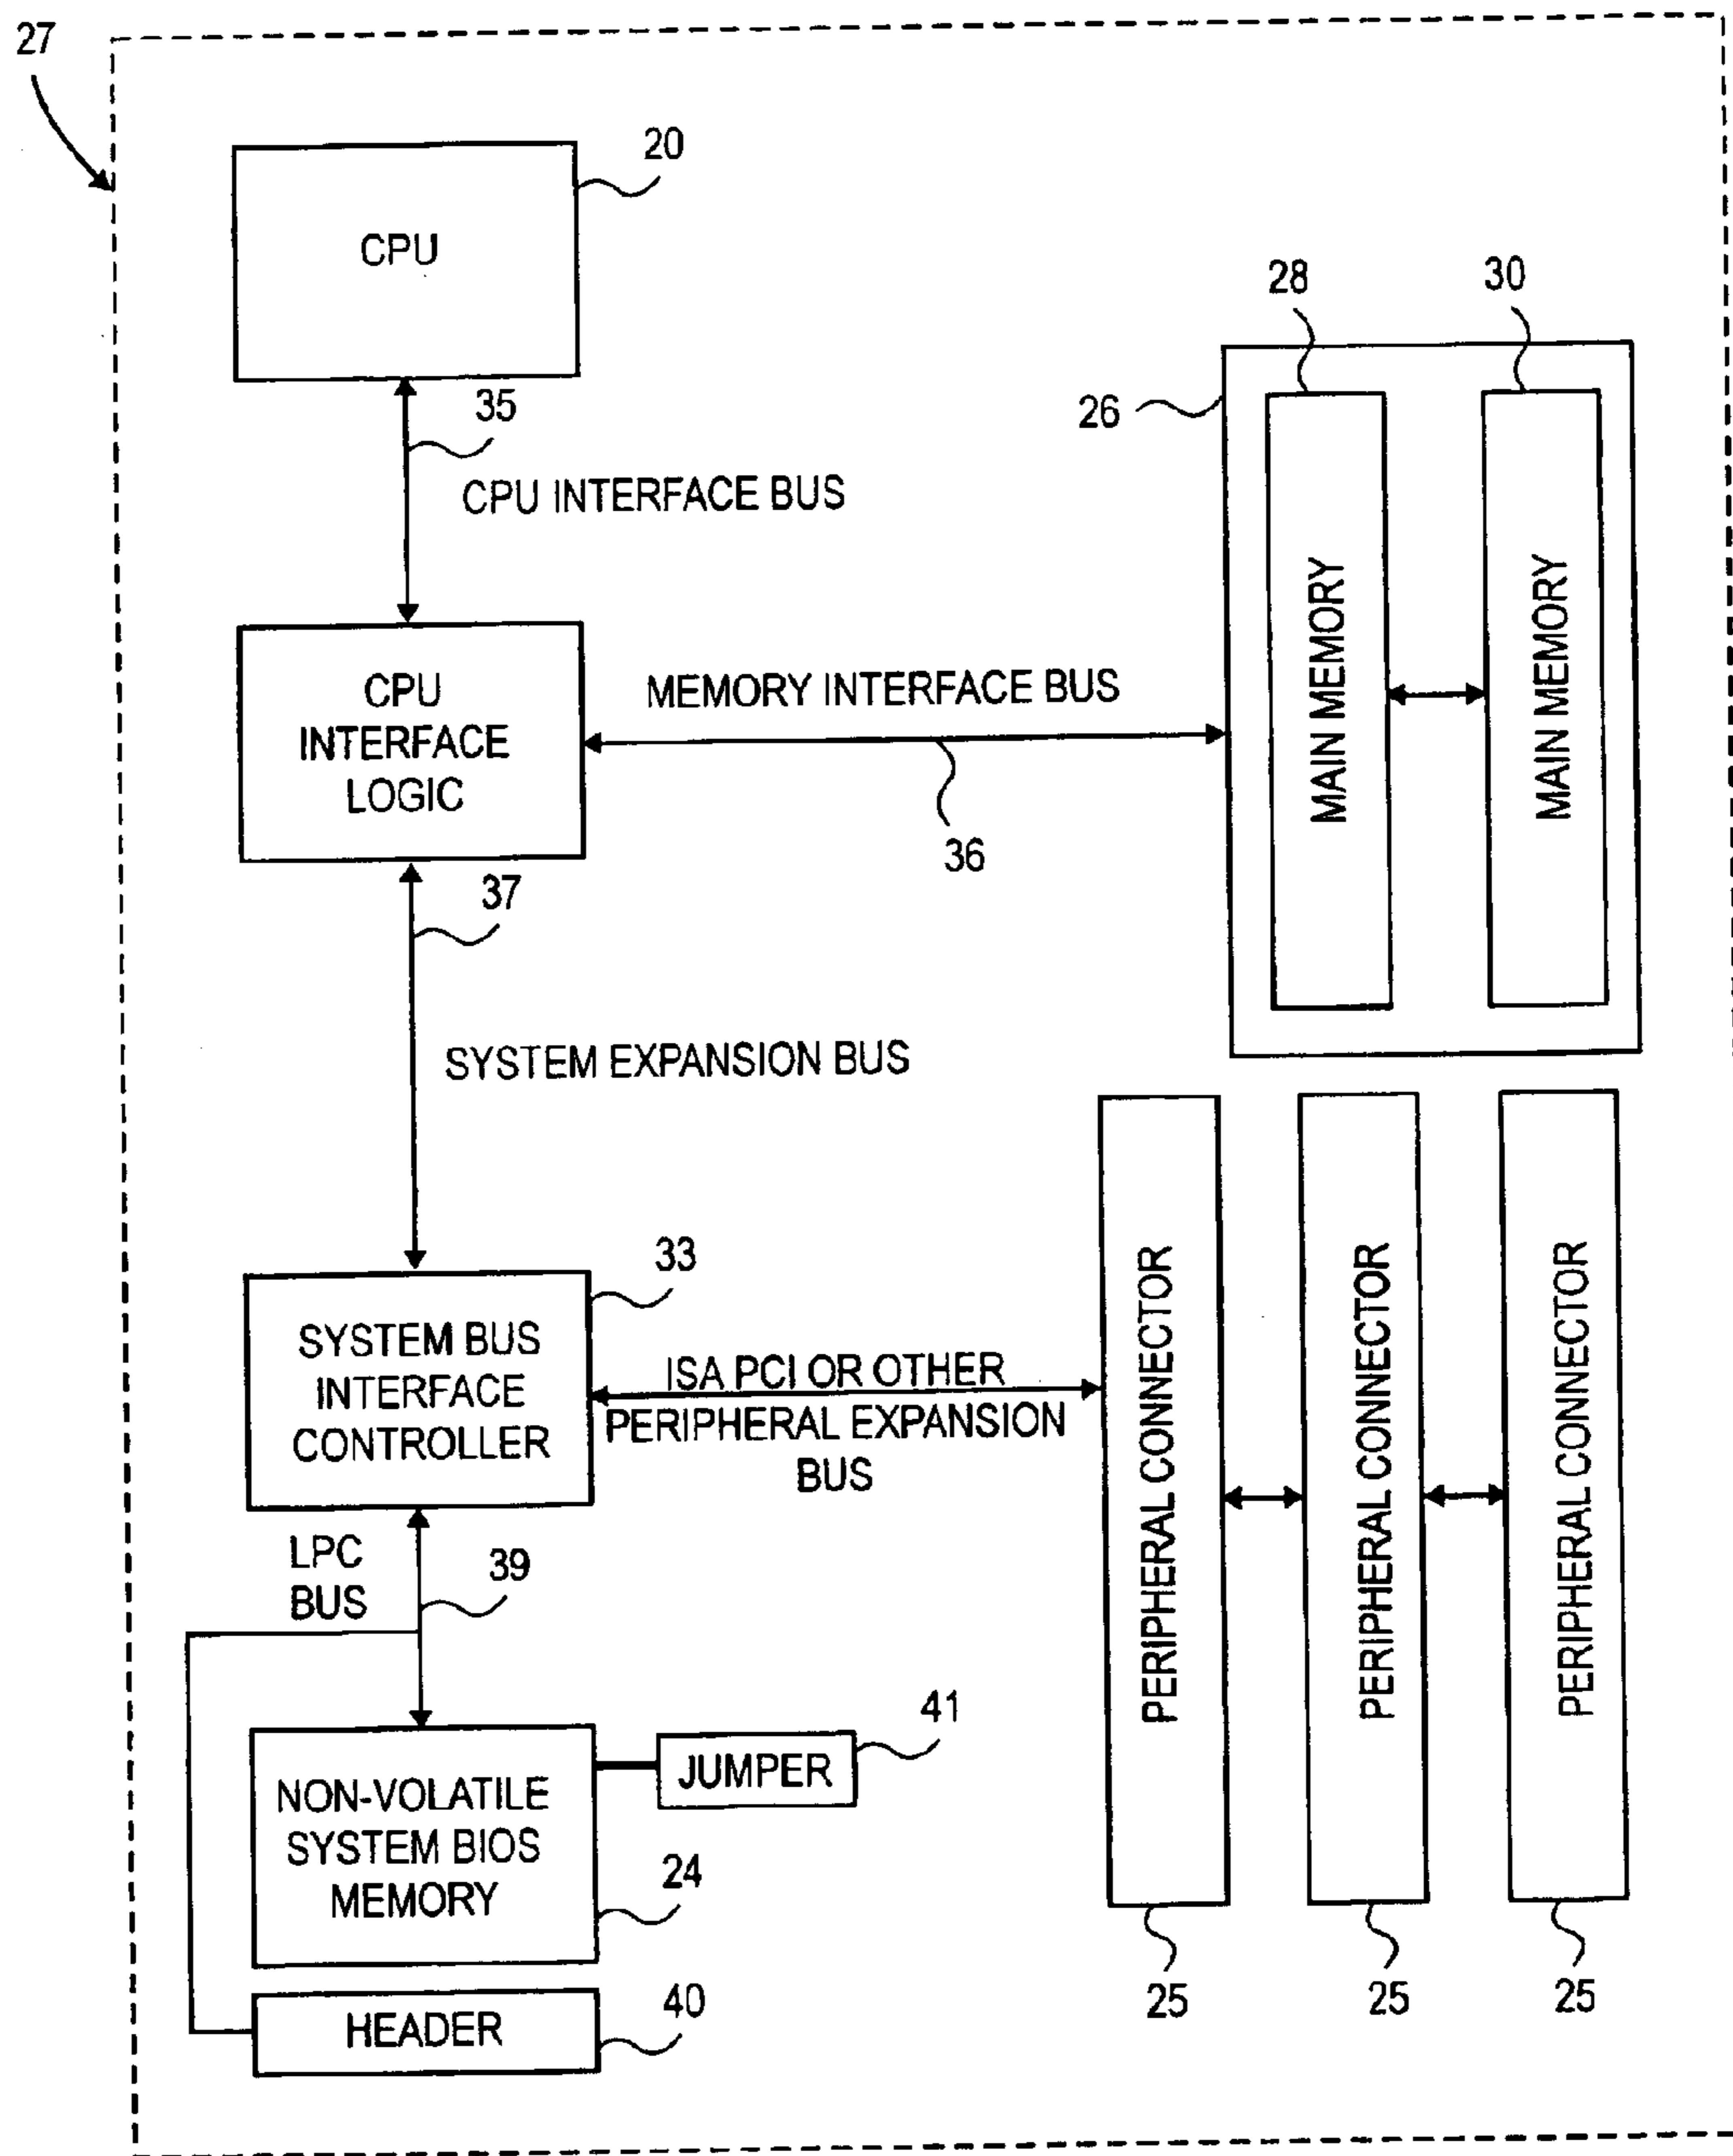 27
20
CPU
28
30
35
26
CPU INTERFACE BUS
MAIN MEMORY
MAIN MEMORY
CPU
INTERFACE
LOGIC
MEMORY INTERFACE BUS
36
37
SYSTEM EXPANSION BUS
33
SYSTEM BUS
INTERFACE
CONTROLLER
ISA PCI OR OTHER
PERIPHERAL EXPANSION
BUS
PERIPHERAL CONNECTOR
PERIPHERAL CONNECTOR
PERIPHERAL CONNECTOR
LPC
BUS
39
41
JUMPER
NON-VOLATILE
SYSTEM BIOS
MEMORY
24
25
25
25
HEADER
40